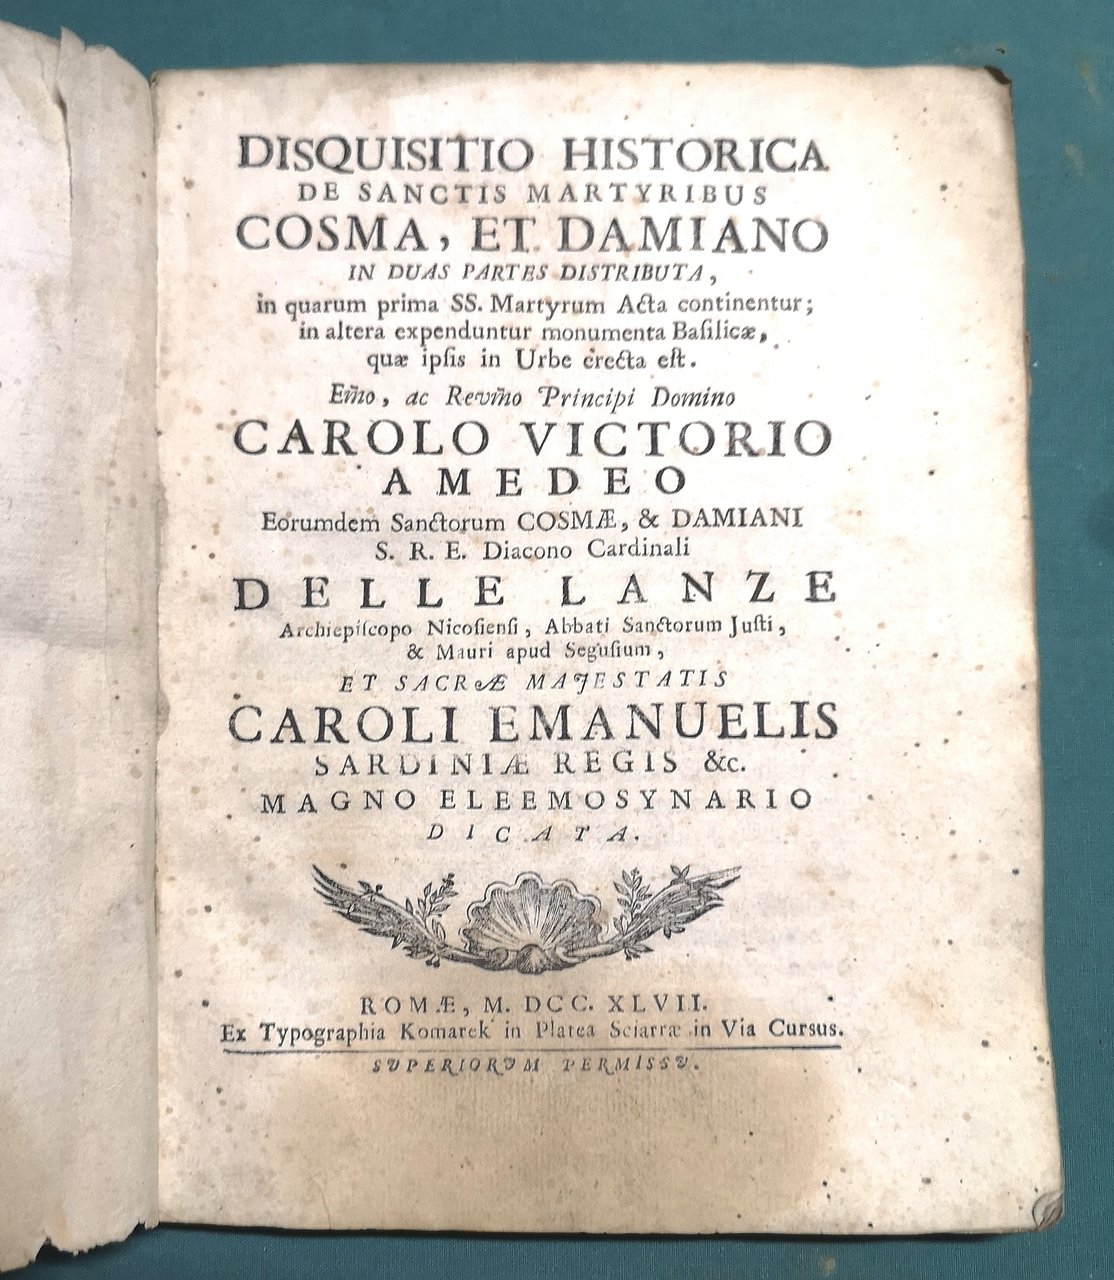 DISQUISITIO HISTORICA
DE SANCTIS MARTYRIBUS
COSMA, ET DAMIANO
IN DUAS PARTES DISTRIBUTA,
in quarum prima SS. Martyrum Acta continentur;
in altera expenduntur monumenta Baſilicæ,
quæ ipſis in Urbe erecta eſt.
Em̃o, ac Revm̃o Principi Domino
CAROLO VICTORIO
AMEDEO
Eorumdem Sanctorum COSMÆ, & DAMIANI
S. R. E. Diacono Cardinali
DELLE LANZE
Archiepiſcopo Nicoſienſi, Abbati Sanctorum Juſti,
& Mauri apud Seguſium,
ET SACRÆ MAJESTATIS
CAROLI EMANUELIS
SARDINIÆ REGIS &c.
MAGNO ELEEMOSYNARIO
DICATA.
ROMÆ, M. DCC. XLVII.
Ex Typographia Komarek in Platea Sciarræ in Via Cursus.
SUPERIORUM PERMISSU.